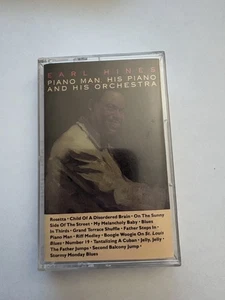 EARL HINES
PIANO MAN: HIS PIANO
AND HIS ORCHESTRA
Rosetta • Child Of A Disordered Brain • On The Sunny
Side Of The Street • My Melancholy Baby • Blues
In Thirds • Grand Terrace Shuffle • Father Steps In
Piano Man • Riff Medley • Boogie Woogie On St. Louis
Blues • Number 19 • Tantalizing A Cuban • Jelly, Jelly •
The Father Jumps • Second Balcony Jump •
Stormy Monday Blues